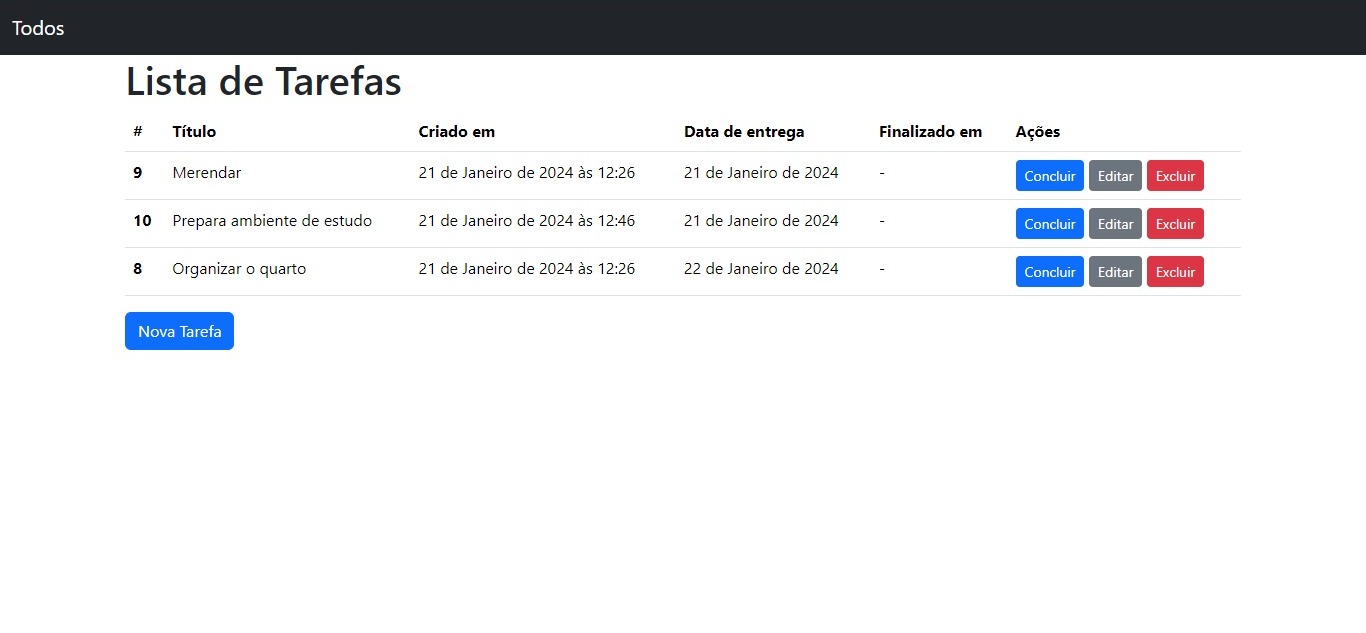 Todos
Lista de Tarefas
# Título Criado em Data de entrega Finalizado em Ações
9 Merendar 21 de Janeiro de 2024 às 12:26 21 de Janeiro de 2024 - Concluir Editar Excluir
10 Prepara ambiente de estudo 21 de Janeiro de 2024 às 12:46 21 de Janeiro de 2024 - Concluir Editar Excluir
8 Organizar o quarto 21 de Janeiro de 2024 às 12:26 22 de Janeiro de 2024 - Concluir Editar Excluir
Nova Tarefa